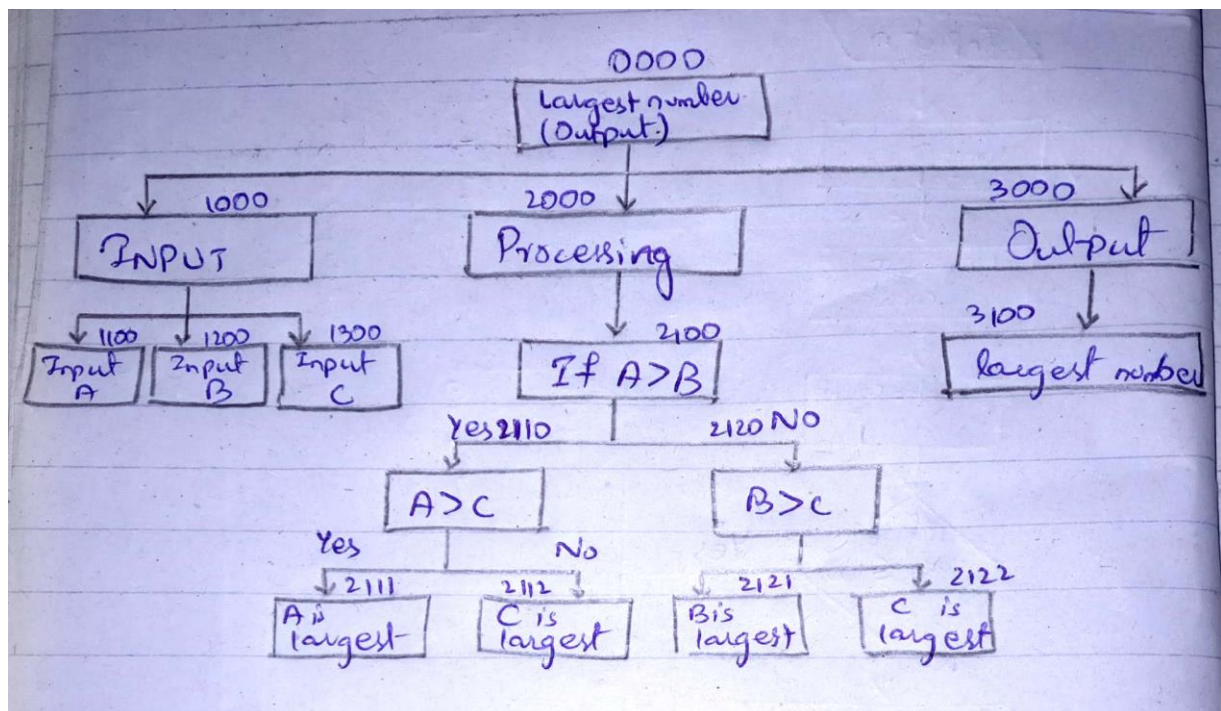 0000
Largest number
(Output)
1000
2000
3000
INPUT
Processing
Output
1100
1200
1300
2100
3100
Input
A
Input
B
Input
C
If A>B
largest number
Yes 2110
2120 NO
A>C
B>C
Yes
No
2111
2112
2121
2122
A is
largest
C is
largest
B is
largest
C is
largest